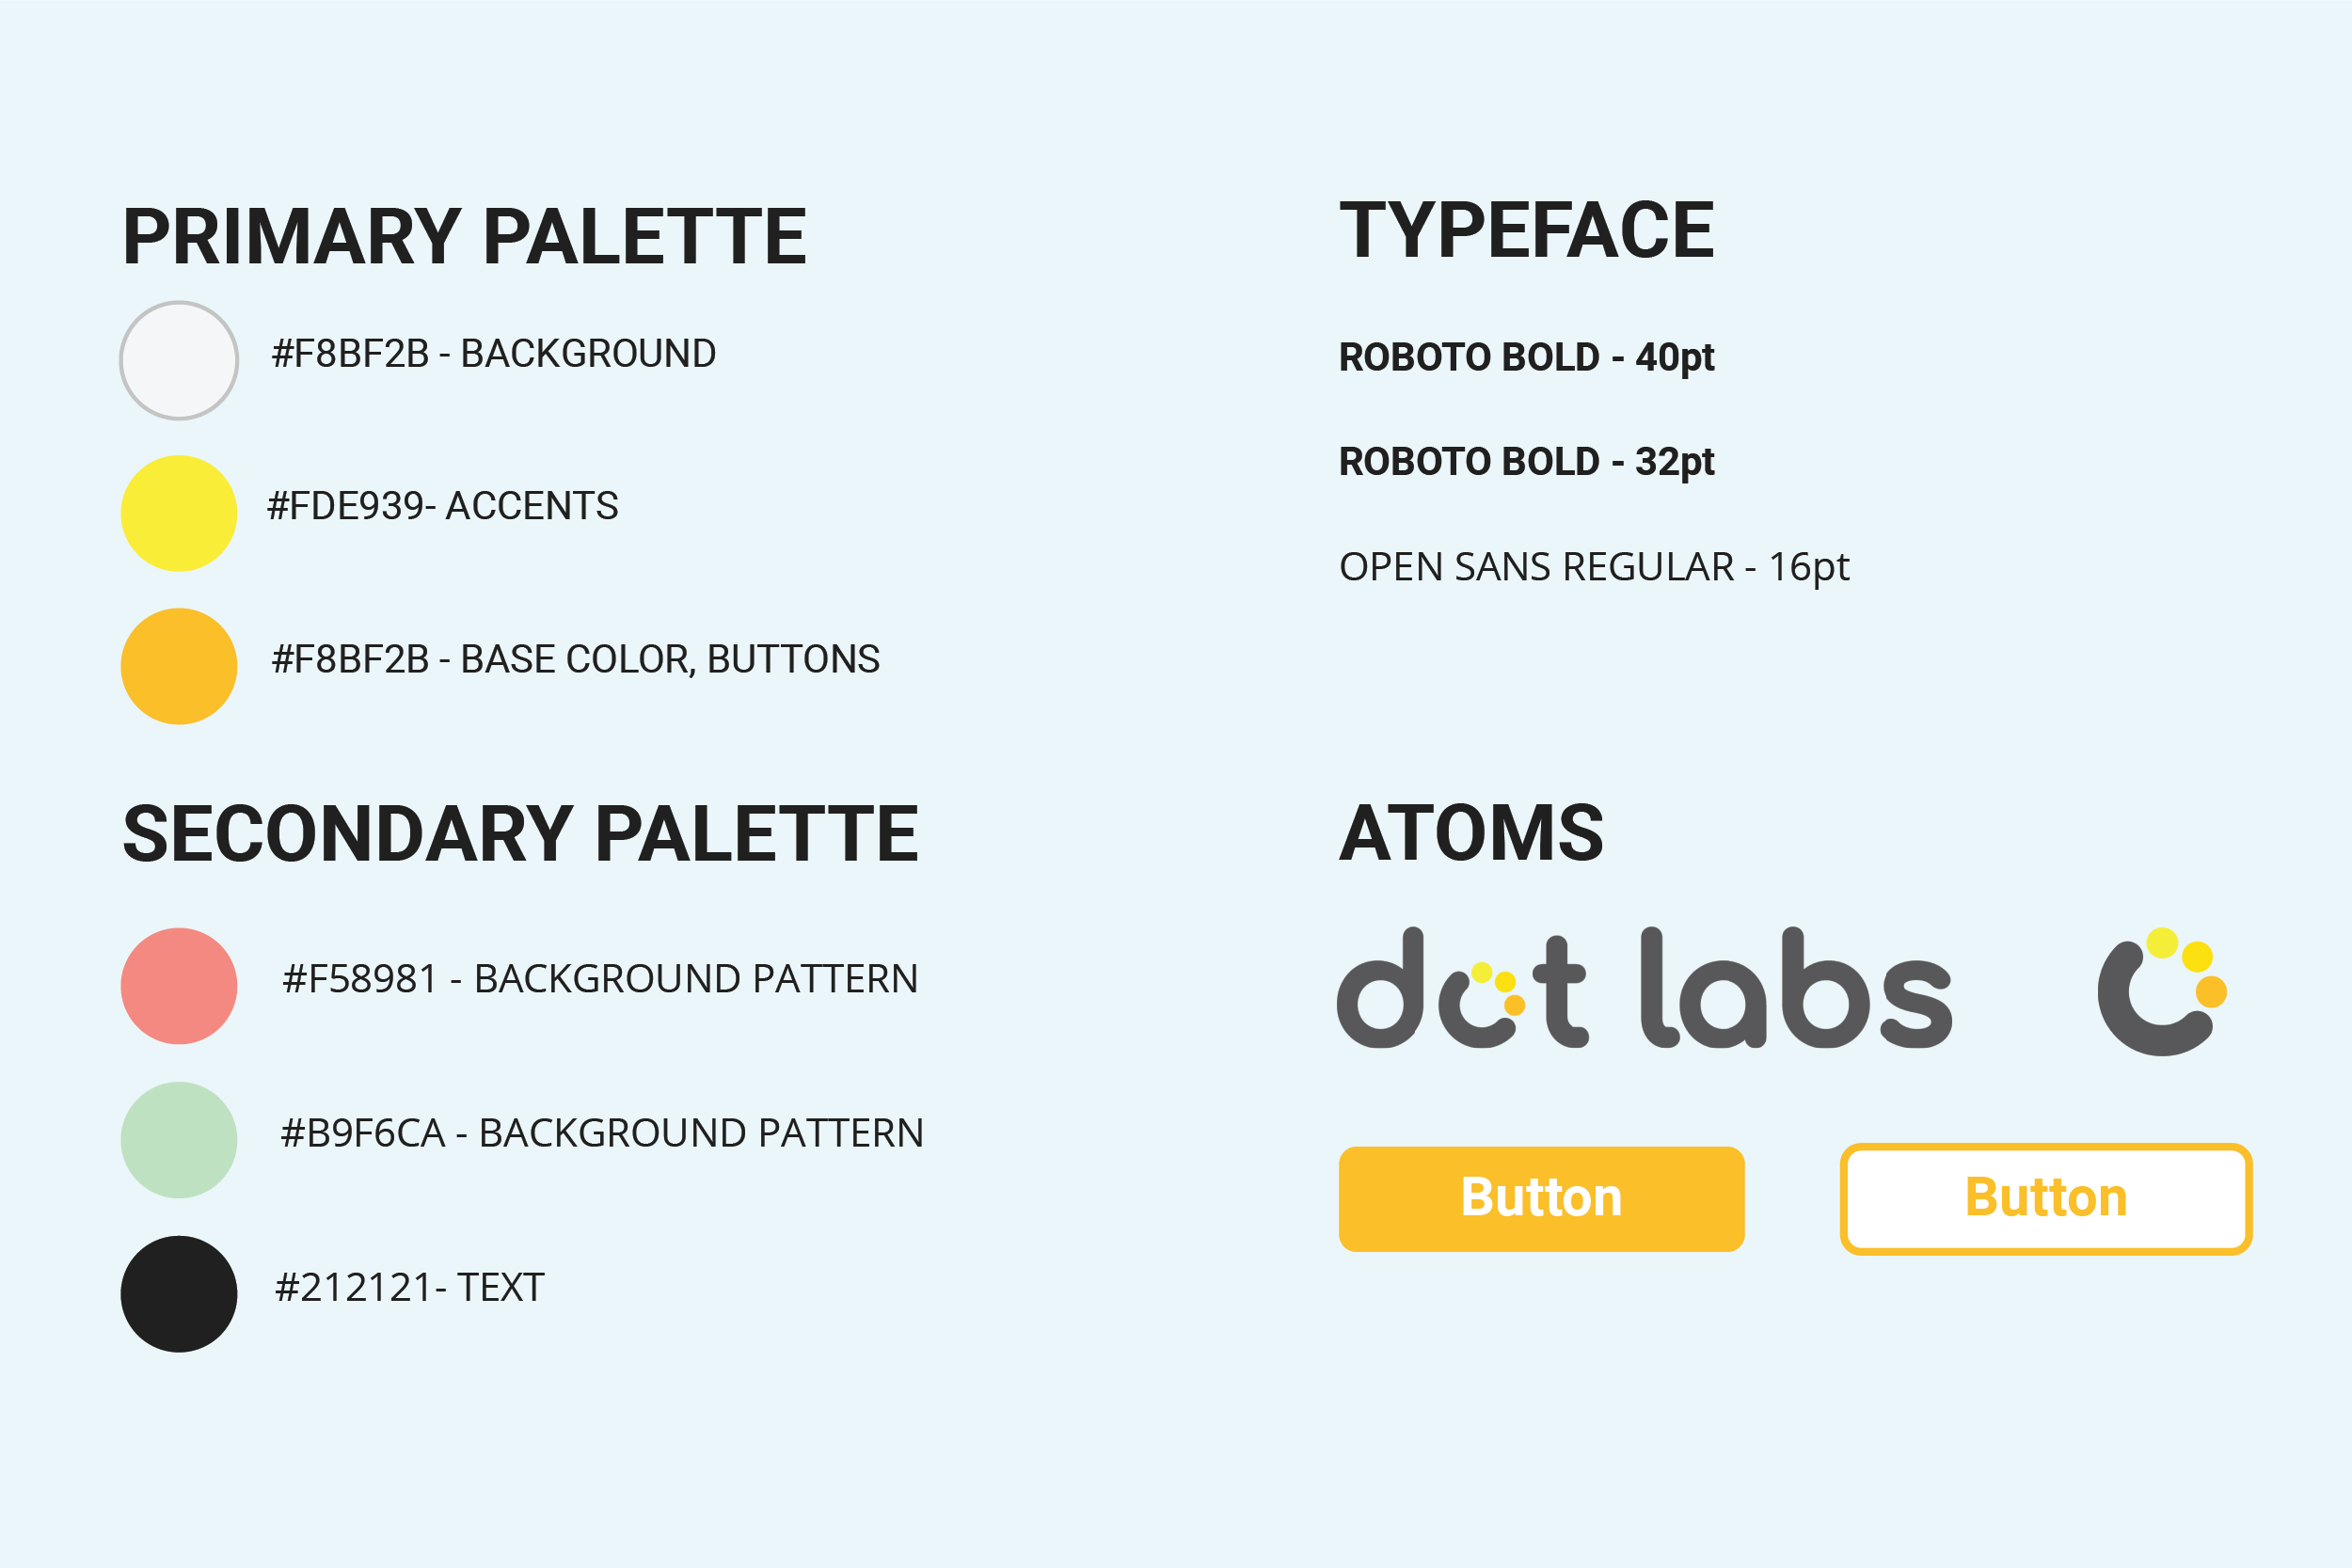 PRIMARY PALETTE
#F8BF2B - BACKGROUND
#FDE939- ACCENTS
#F8BF2B - BASE COLOR, BUTTONS
SECONDARY PALETTE
#F58981 - BACKGROUND PATTERN
#B9F6CA - BACKGROUND PATTERN
#212121- TEXT
TYPEFACE
ROBOTO BOLD - 40pt
ROBOTO BOLD - 32pt
OPEN SANS REGULAR - 16pt
ATOMS
dot labs
Button
Button